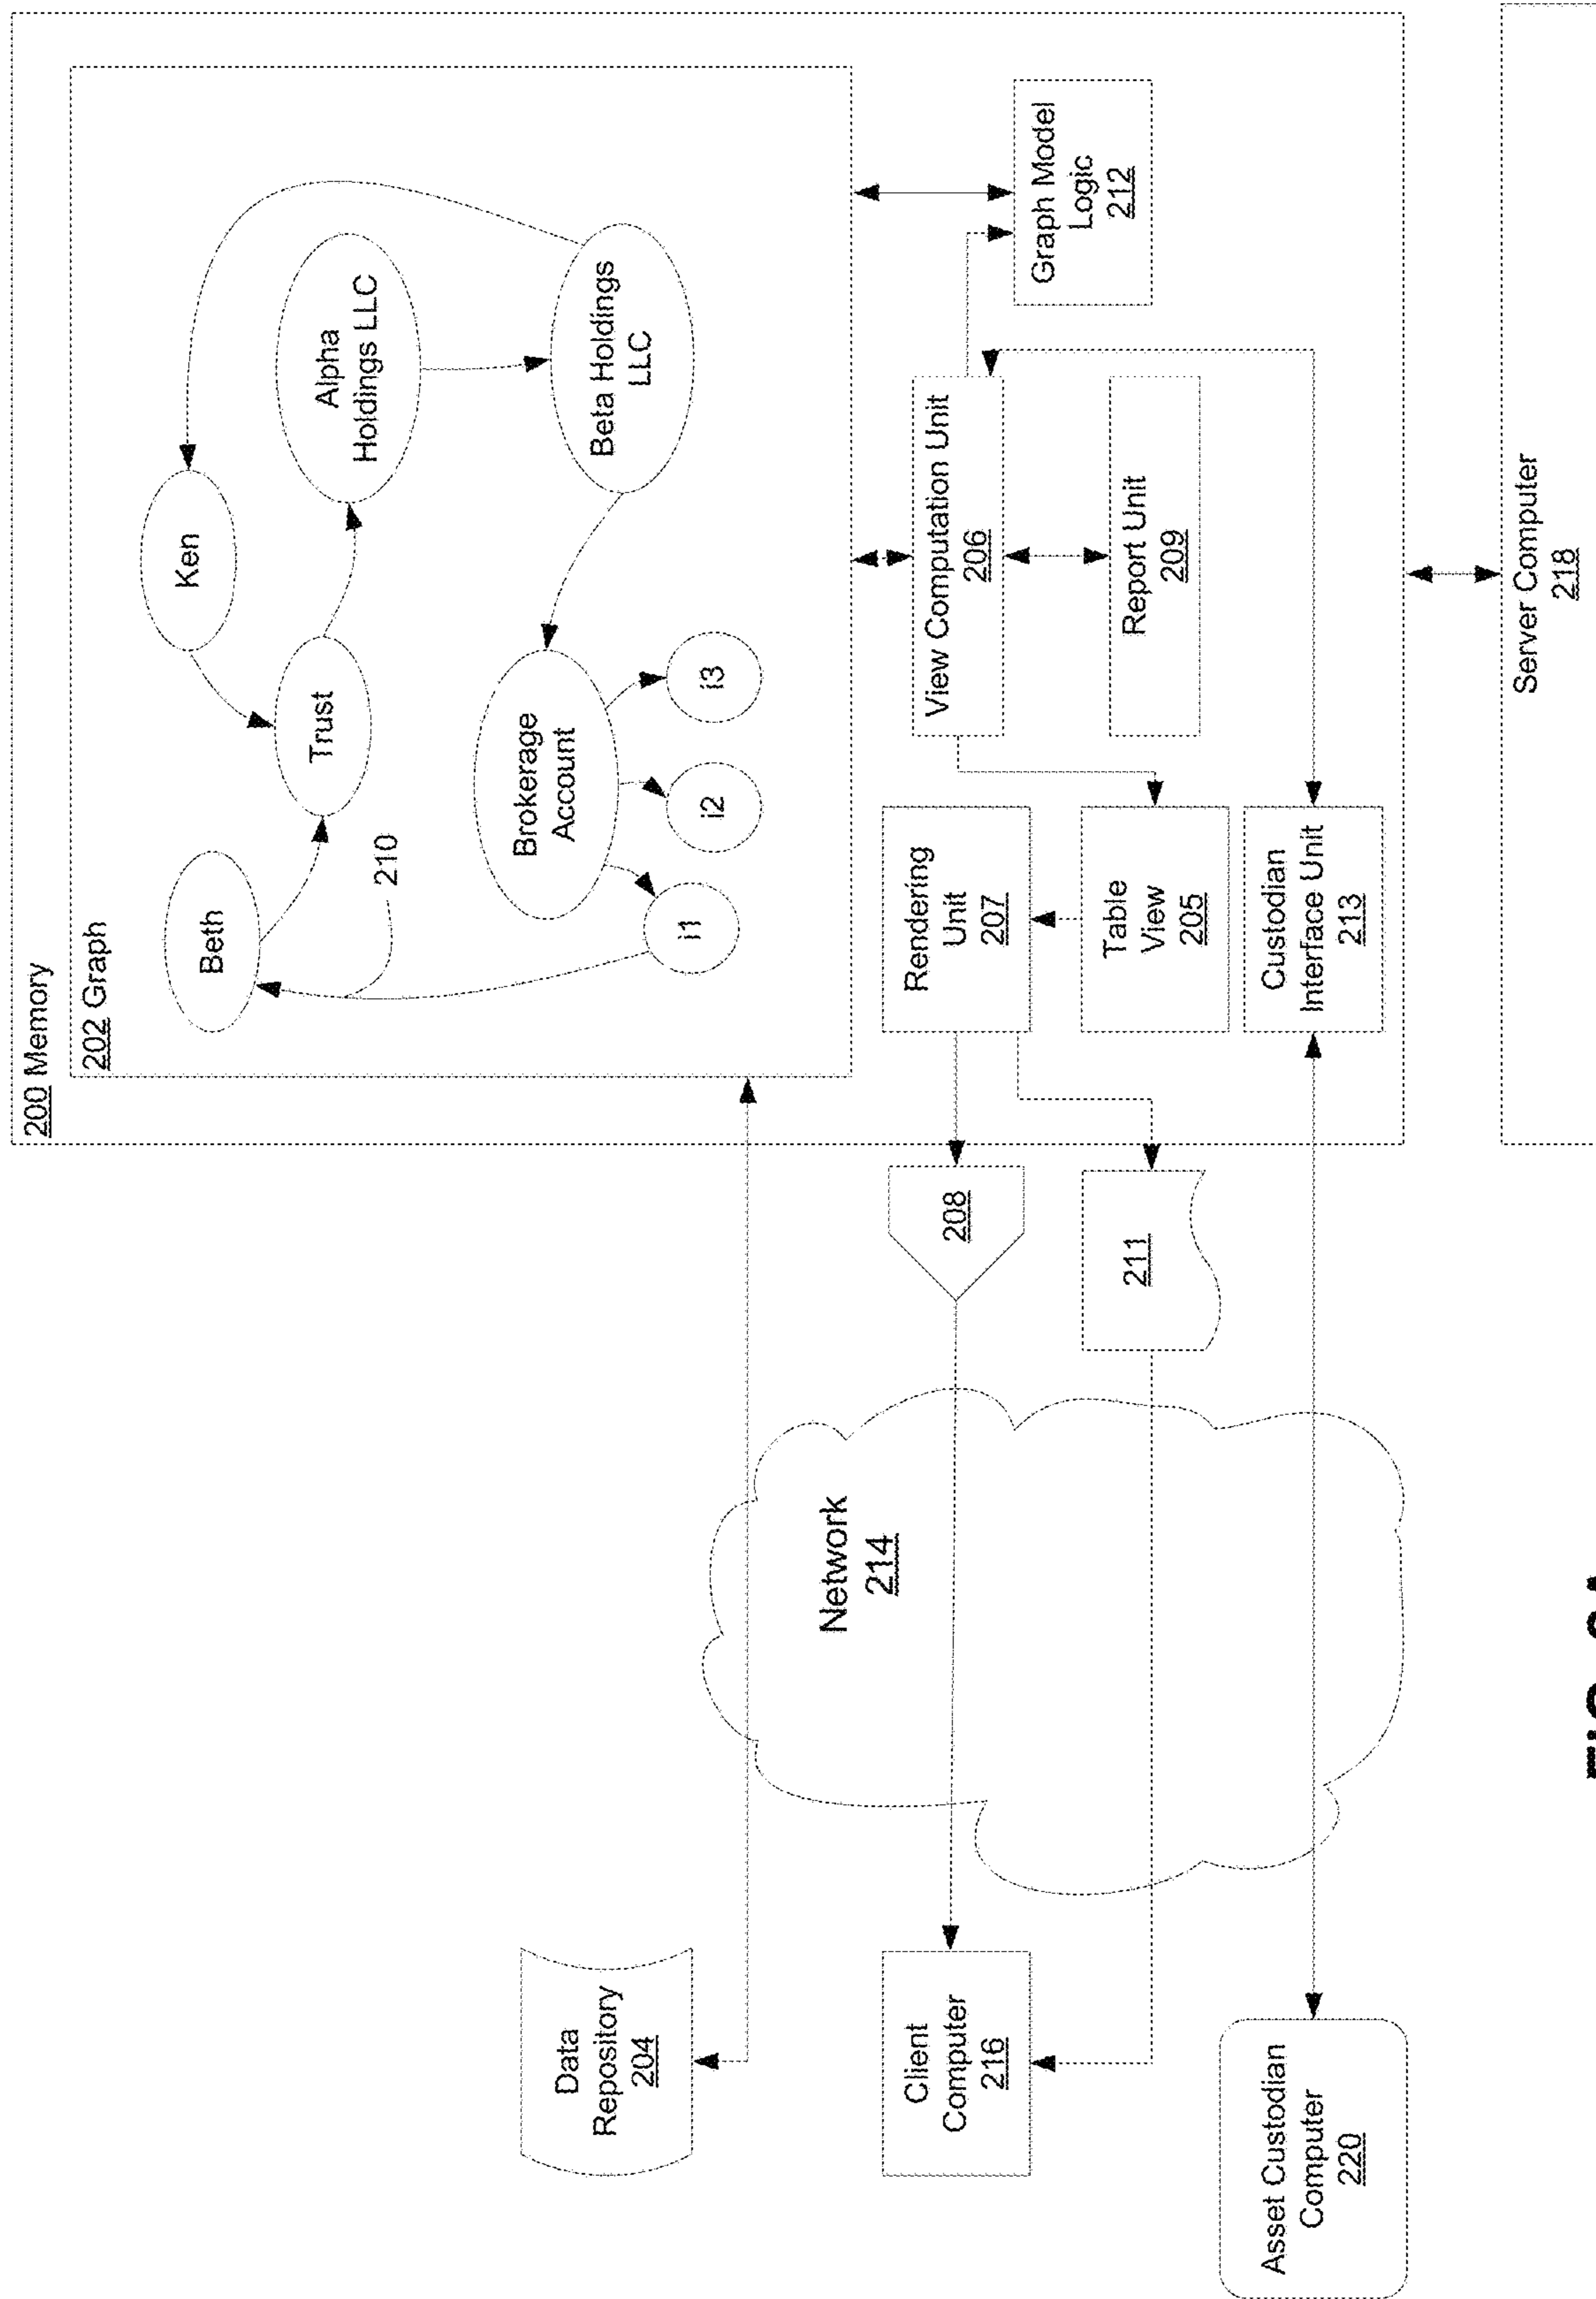 200 Memory
202 Graph
Beth
Ken
Trust
Alpha
Holdings LLC
210
Brokerage
Account
Beta Holdings
LLC
i1
i2
i3
Data
Repository
204
Network
214
Client
Computer
216
208
Rendering
Unit
207
View Computation Unit
206
Graph Model
Logic
212
211
Table
View
205
Report Unit
209
Asset Custodian
Computer
220
Custodian
Interface Unit
213
Server Computer
218